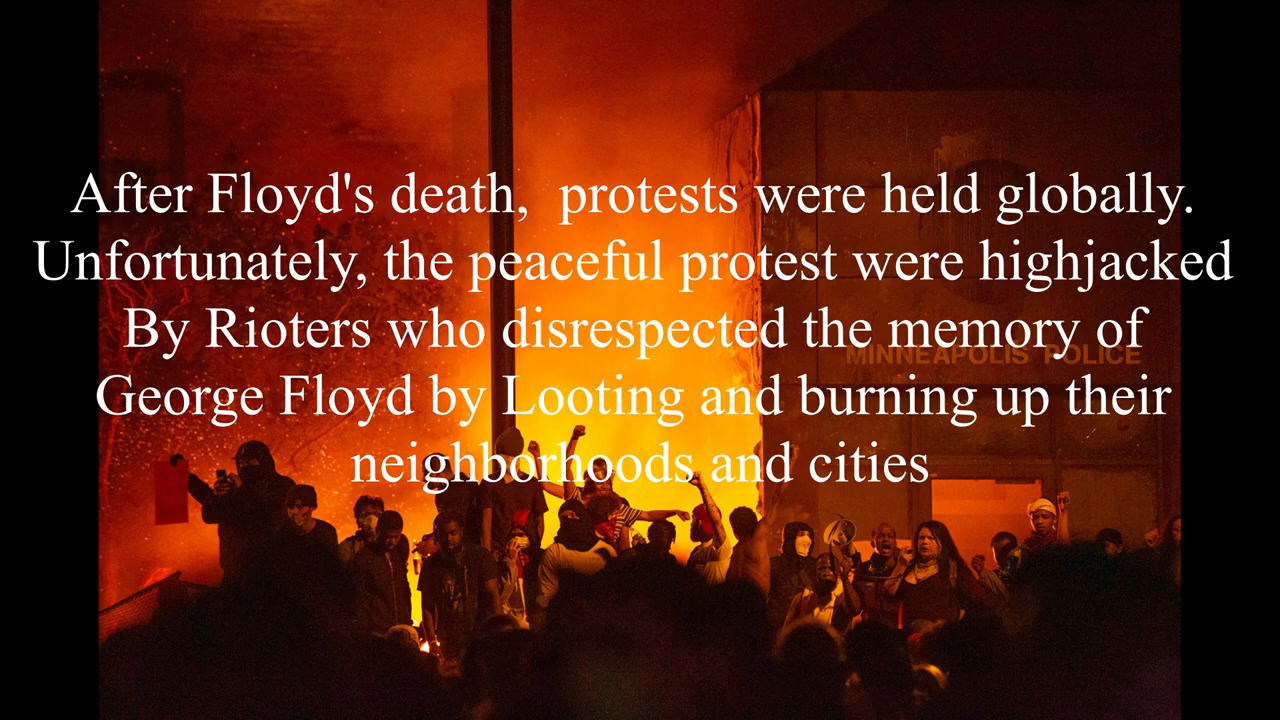 After Floyd's death,  protests were held globally.
Unfortunately, the peaceful protest were highjacked
By Rioters who disrespected the memory of
MINNEAPOLIS POLICE
George Floyd by Looting and burning up their
neighborhoods and cities